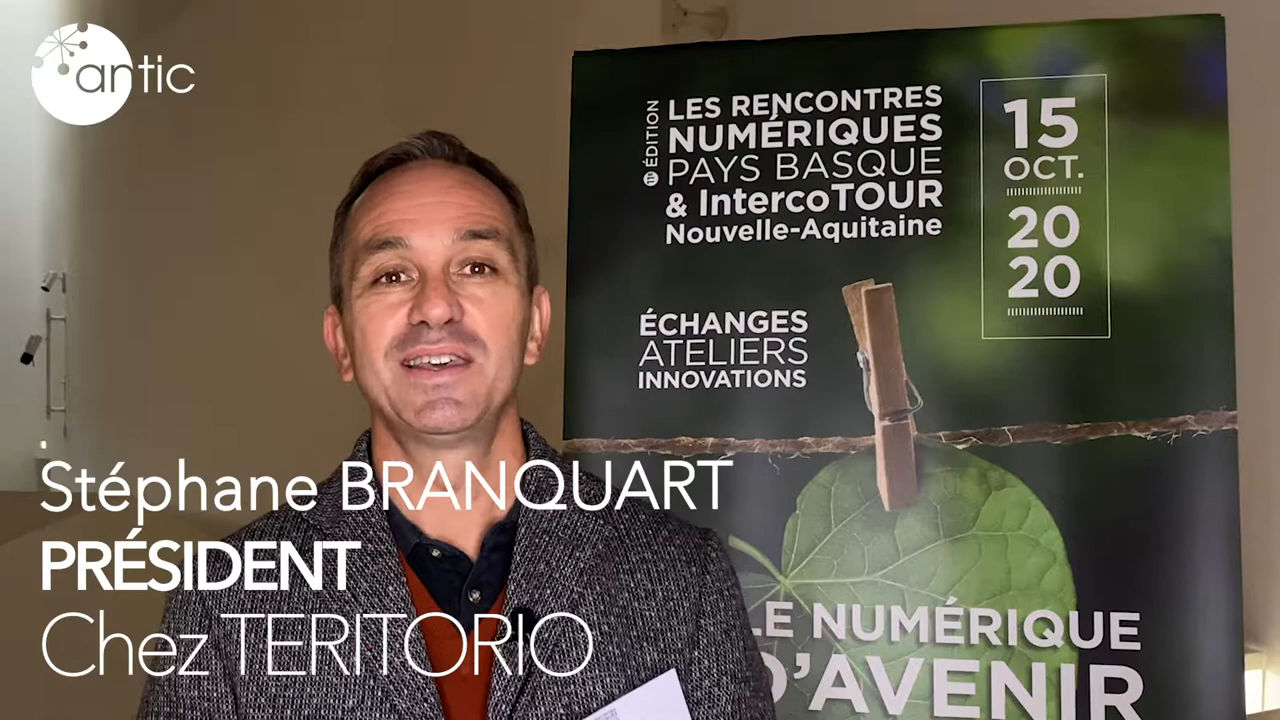 antic
ÉDITION
LES RENCONTRES
NUMÉRIQUES
PAYS BASQUE
& IntercoTOUR
Nouvelle-Aquitaine
15
OCT.
20
20
ÉCHANGES
ATELIERS
INNOVATIONS
Stéphane BRANQUART
PRÉSIDENT
Chez TERITORIO
LE NUMÉRIQUE
D'AVENIR